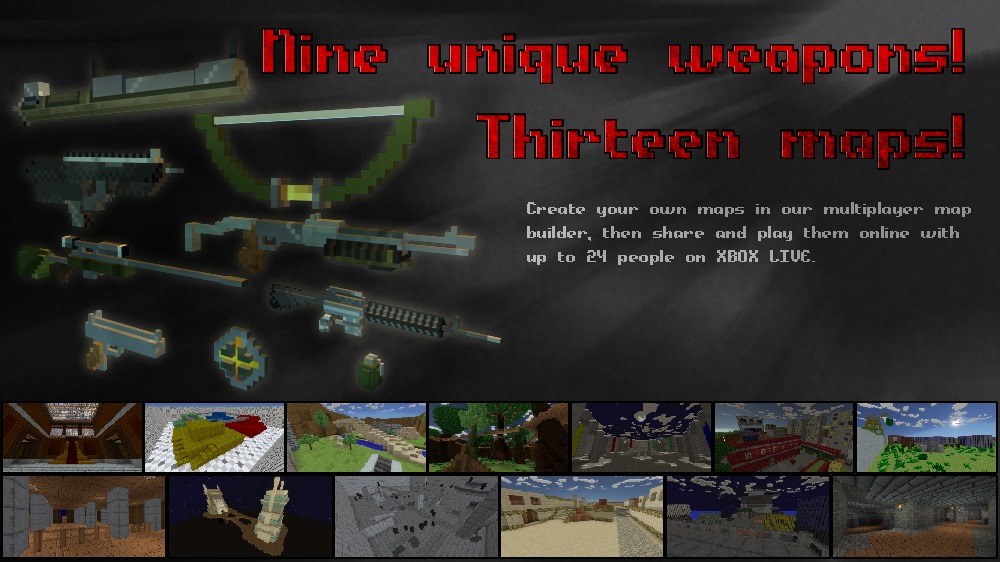 Nine unique weapons!
Thirteen maps!
Create your own maps in our multiplayer map
builder, then share and play them online with
up to 24 people on XBOX LIVE.